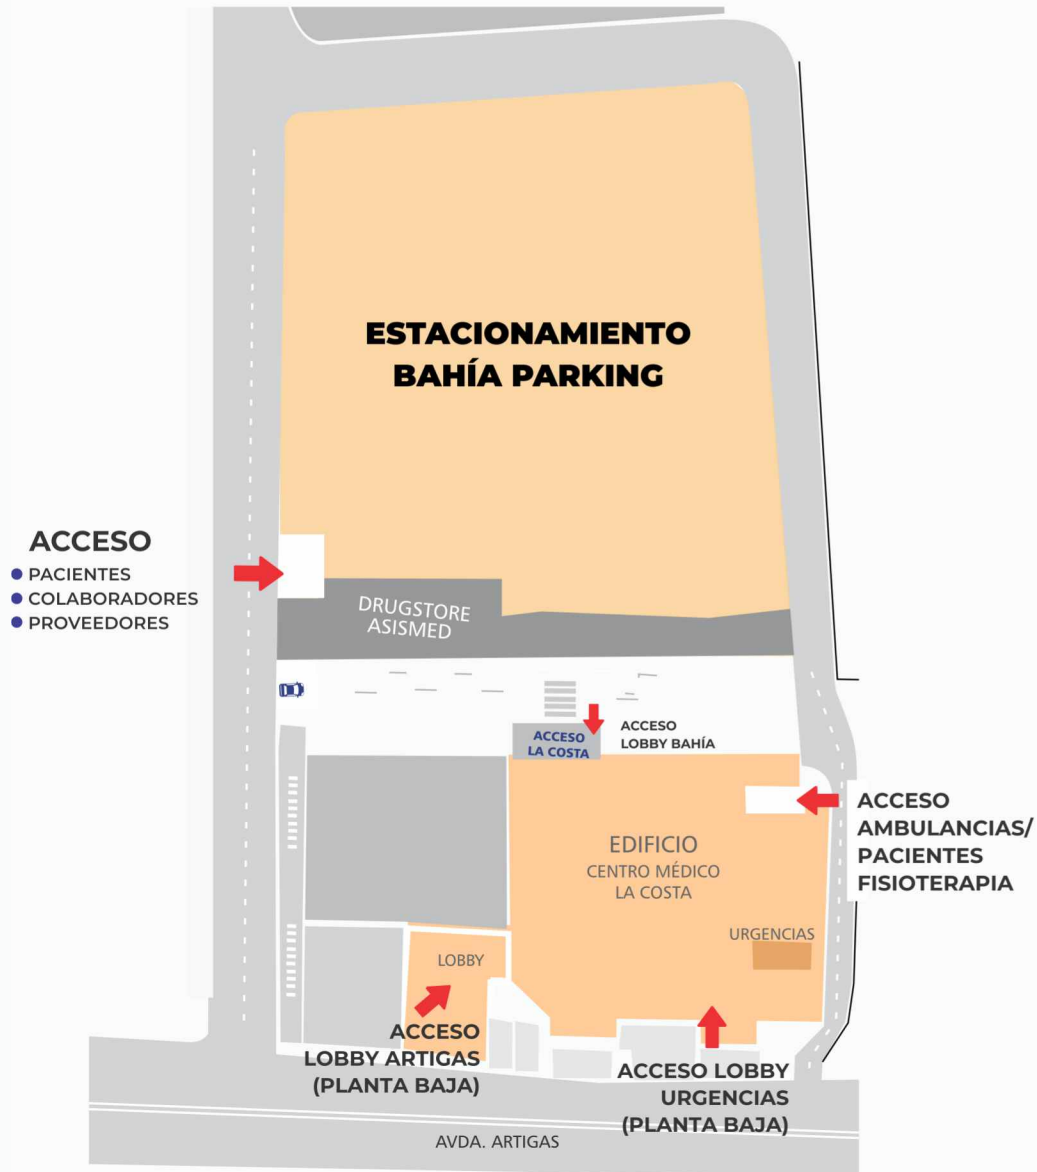 ESTACIONAMIENTO
BAHÍA PARKING
ACCESO
PACIENTES
COLABORADORES
PROVEEDORES
DRUGSTORE
ASISMED
ACCESO
LA COSTA
ACCESO
LOBBY BAHÍA
ACCESO
AMBULANCIAS/
PACIENTES
FISIOTERAPIA
EDIFICIO
CENTRO MÉDICO
LA COSTA
URGENCIAS
LOBBY
ACCESO
LOBBY ARTIGAS
(PLANTA BAJA)
ACCESO LOBBY
URGENCIAS
(PLANTA BAJA)
AVDA. ARTIGAS